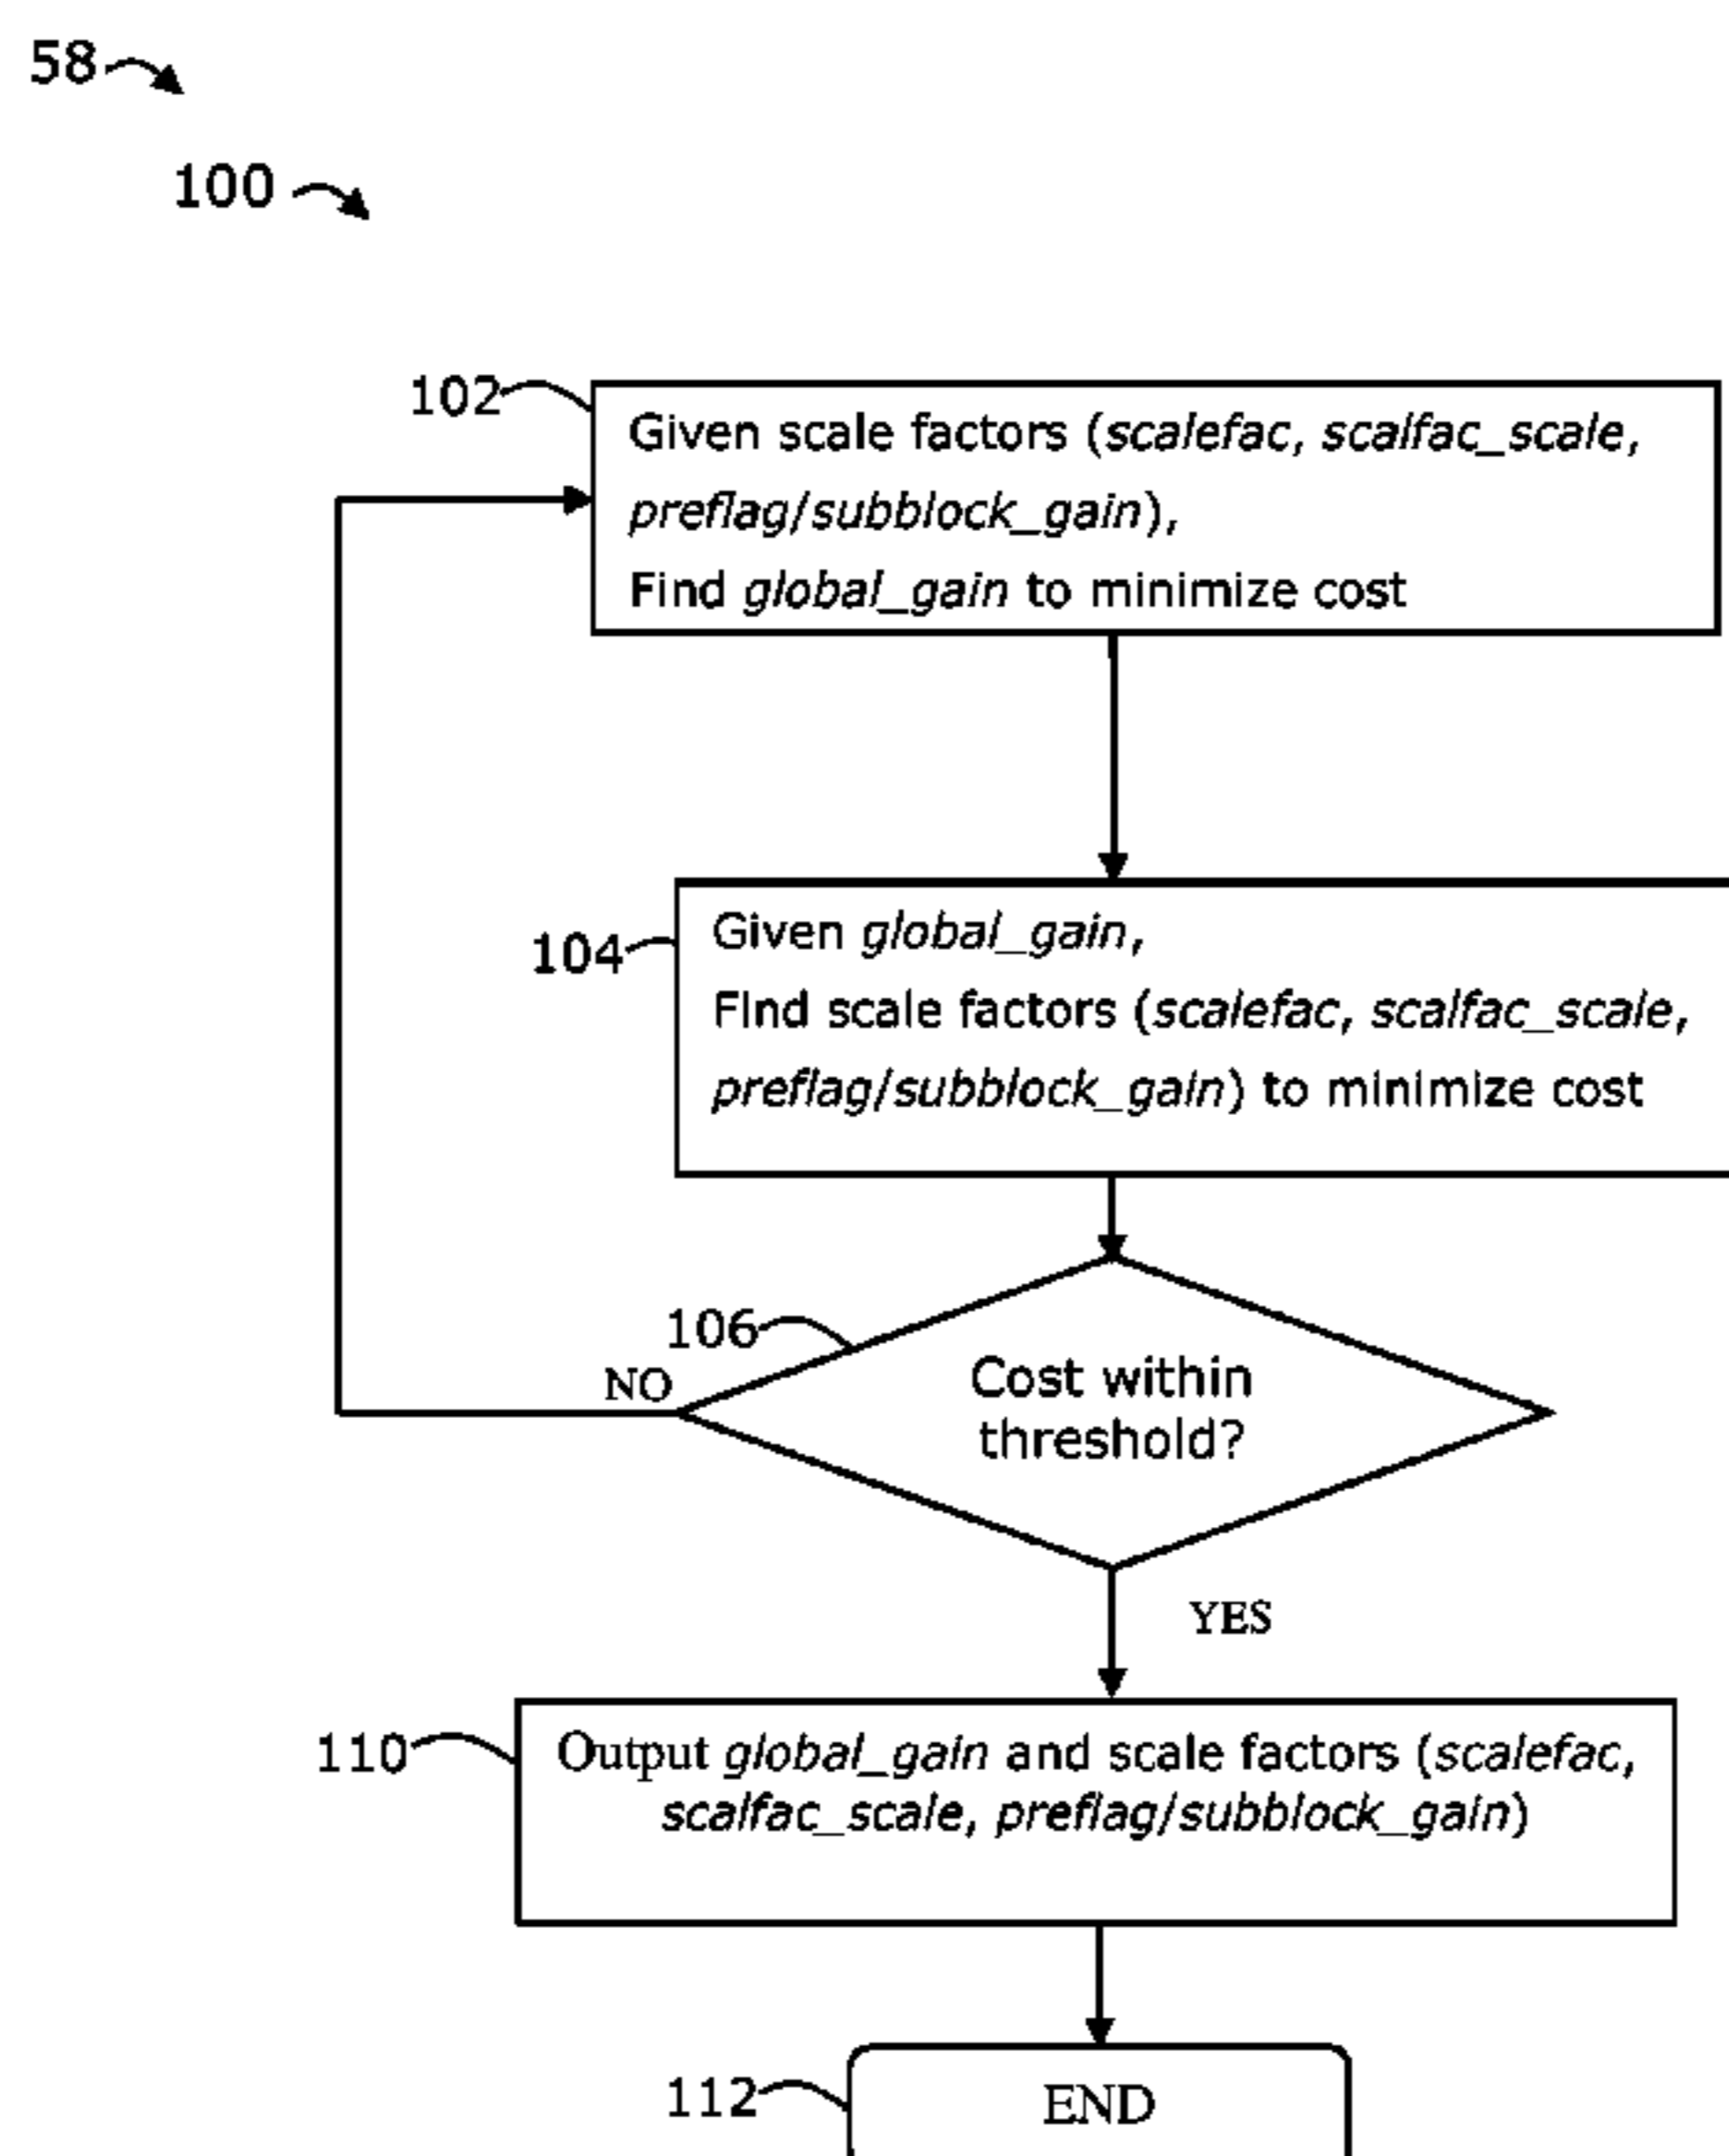 58
100
102
Given scale factors (scalefac, scalfac_scale,
preflag/subblock_gain),
Find global_gain to minimize cost
104
Given global_gain,
Find scale factors (scalefac, scalfac_scale,
preflag/subblock_gain) to minimize cost
106
NO
Cost within
threshold?
YES
110
Output global_gain and scale factors (scalefac,
scalfac_scale, preflag/subblock_gain)
112
END